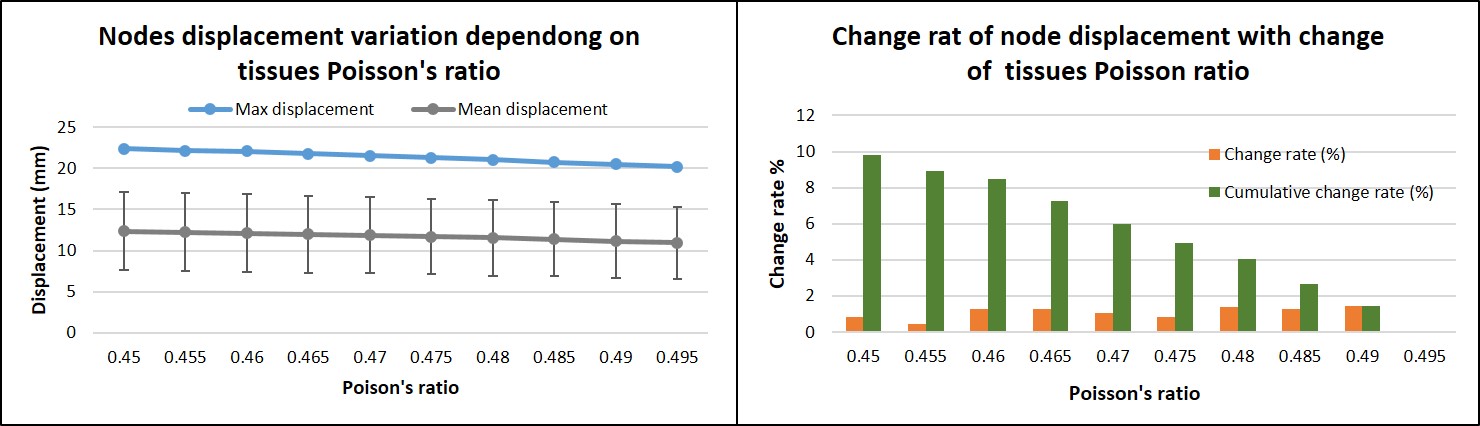 Nodes displacement variation dependong on
tissues Poisson's ratio
Max displacement
Mean displacement
Displacement (mm)
25
20
15
10
5
0
0.45 0.455 0.46 0.465 0.47 0.475 0.48 0.485 0.49 0.495
Poison's ratio
Change rat of node displacement with change
of tissues Poisson ratio
Change rate %
12
10
8
6
4
2
0
Change rate (%)
Cumulative change rate (%)
0.45 0.455 0.46 0.465 0.47 0.475 0.48 0.485 0.49 0.495
Poisson's ratio